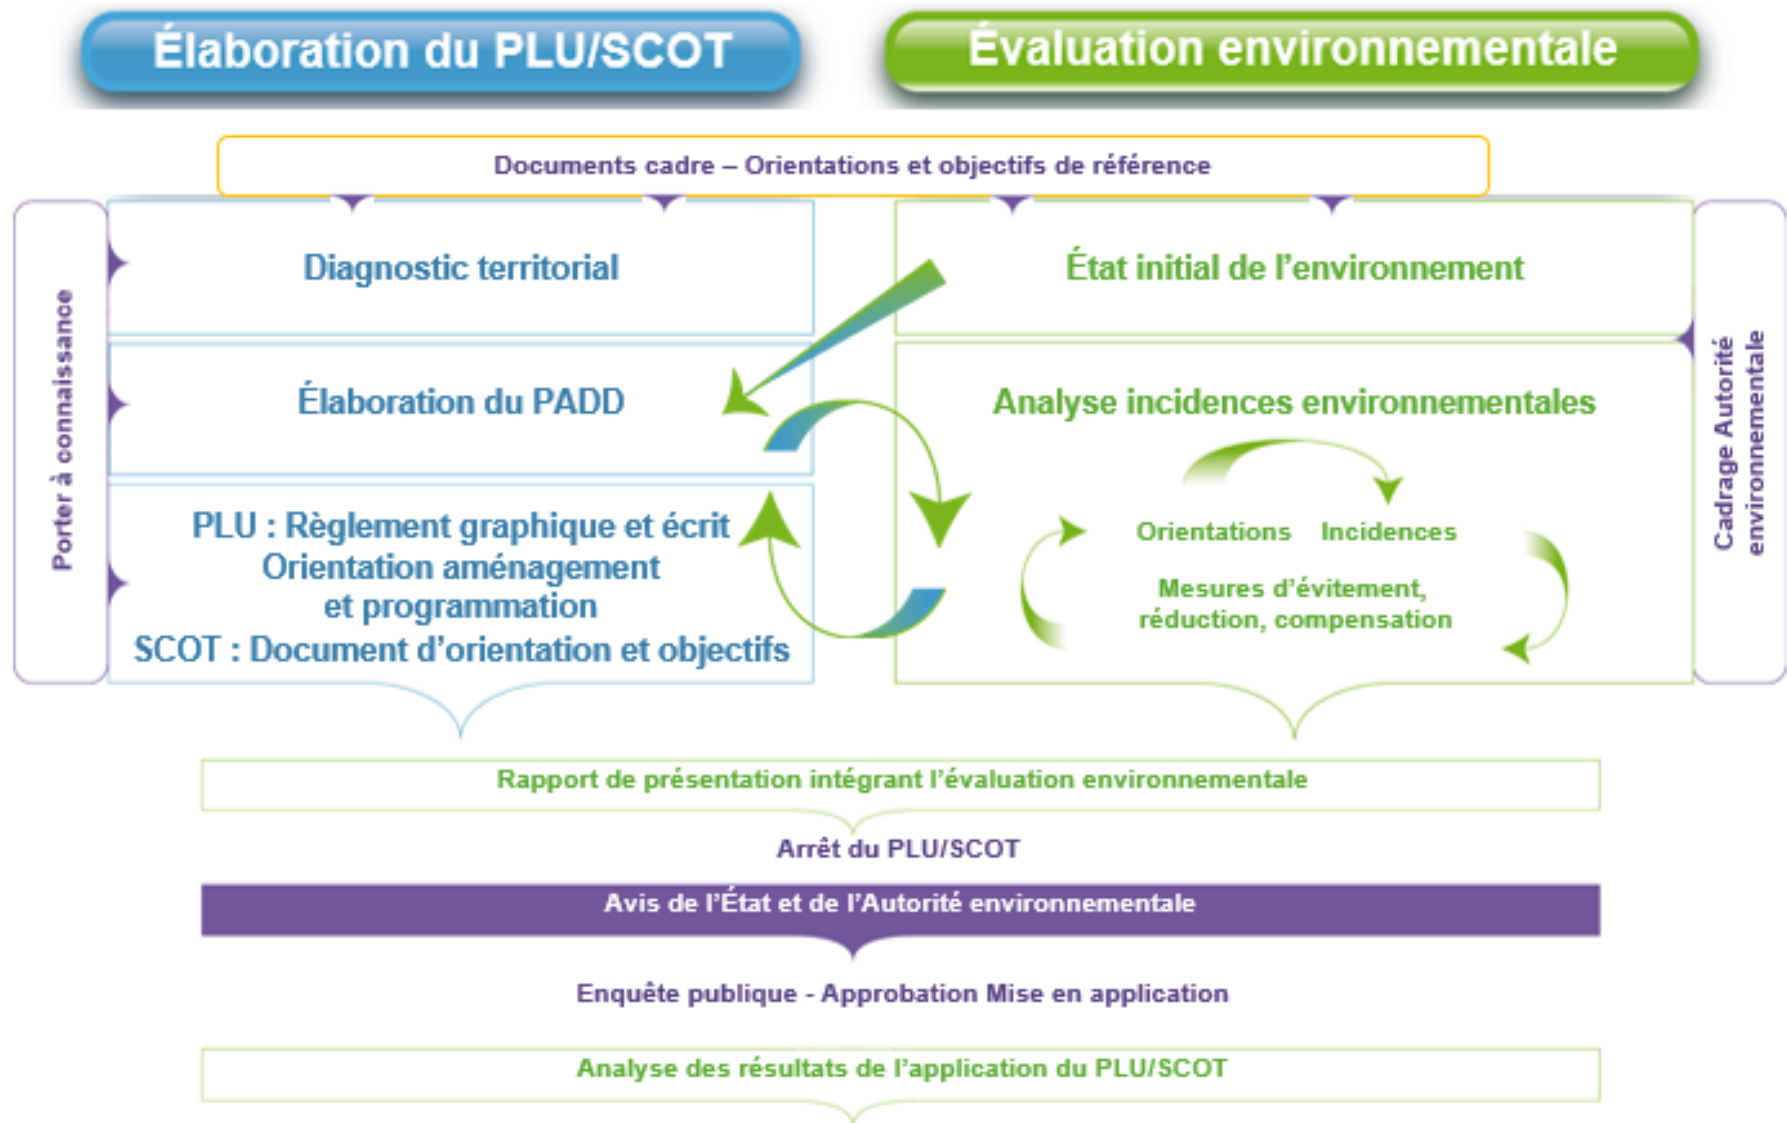 Élaboration du PLU/SCOT
Évaluation environnementale
Documents cadre – Orientations et objectifs de référence
Porter à connaissance
Diagnostic territorial
État initial de l'environnement
Élaboration du PADD
Analyse incidences environnementales
PLU : Règlement graphique et écrit
Orientation aménagement
et programmation
SCOT : Document d'orientation et objectifs
Orientations
Incidences
Mesures d'évitement,
réduction, compensation
Cadrage Autorité
environnementale
Rapport de présentation intégrant l'évaluation environnementale
Arrêt du PLU/SCOT
Avis de l'État et de l'Autorité environnementale
Enquête publique - Approbation Mise en application
Analyse des résultats de l'application du PLU/SCOT